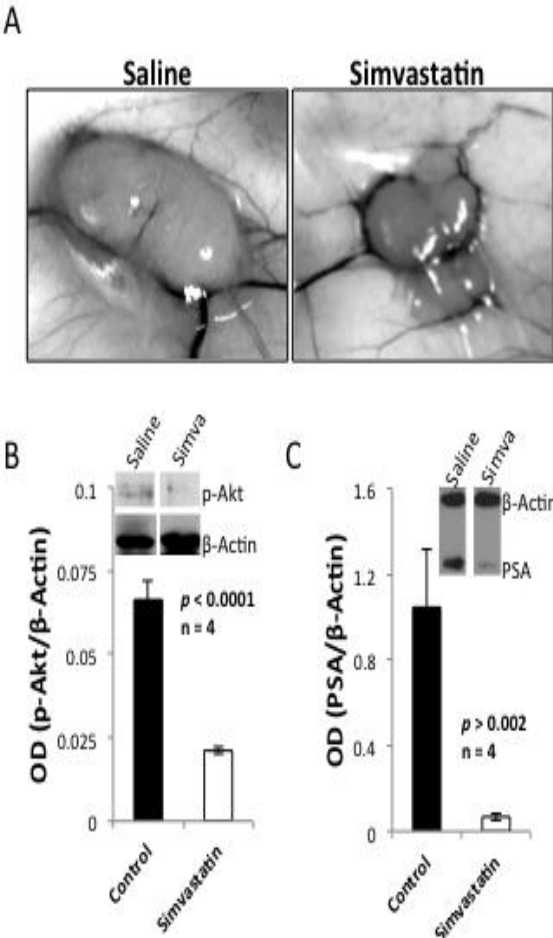 A
Saline Simvastatin
B
Saline Simva
p-Akt
β-Actin
OD (p-Akt/β-Actin)
0.1
0.075
0.05
0.025
0
p < 0.0001
n = 4
Control Simvastatin
C
Saline Simva
β-Actin
PSA
OD (PSA/β-Actin)
1.6
1.2
0.8
0.4
0
p > 0.002
n = 4
Control Simvastatin